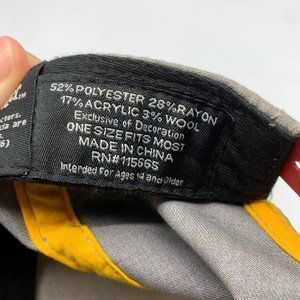 52% POLYESTER 28% RAYON
17% ACRYLIC 3% WOOL
Exclusive of Decoration
ONE SIZE FITS MOST
MADE IN CHINA
RN#115665
Intended For Ages 14 and Older